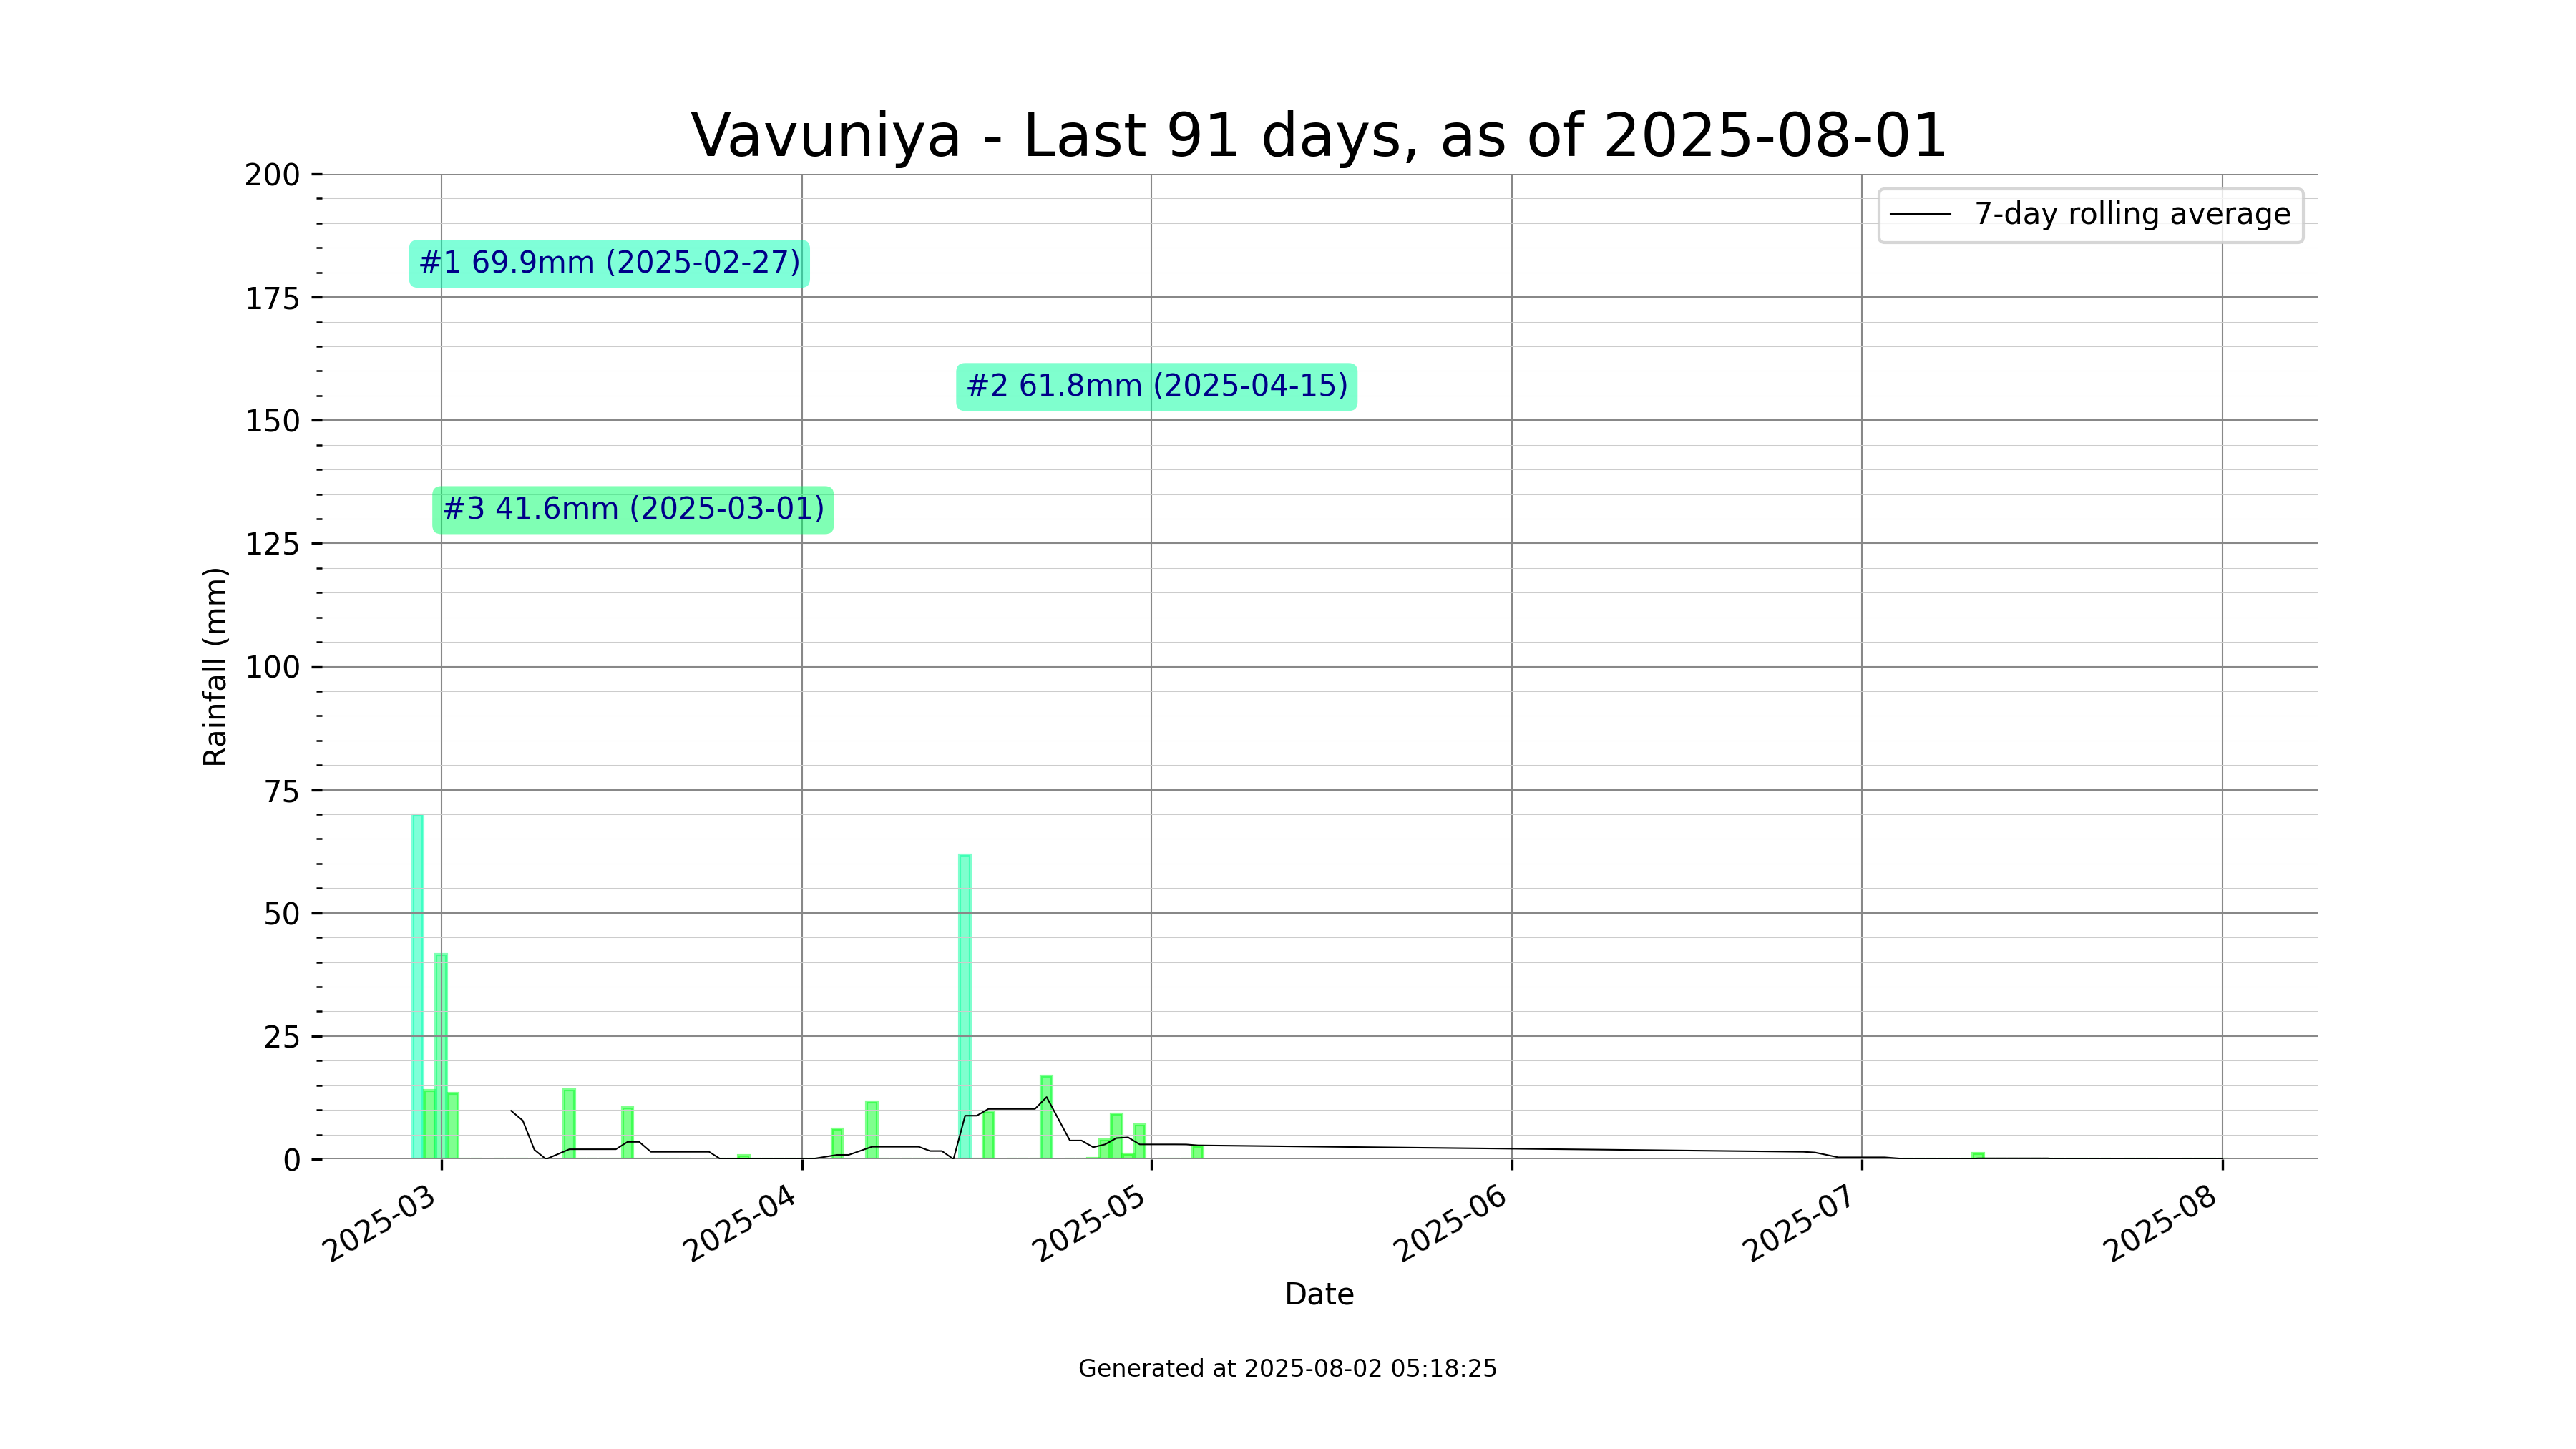 Vavuniya - Last 91 days, as of 2025-08-01
200
175
150
125
100
75
50
25
0
Rainfall (mm)
7-day rolling average
#1 69.9mm (2025-02-27)
#2 61.8mm (2025-04-15)
#3 41.6mm (2025-03-01)
2025-03
2025-04
2025-05
2025-06
2025-07
2025-08
Date
Generated at 2025-08-02 05:18:25